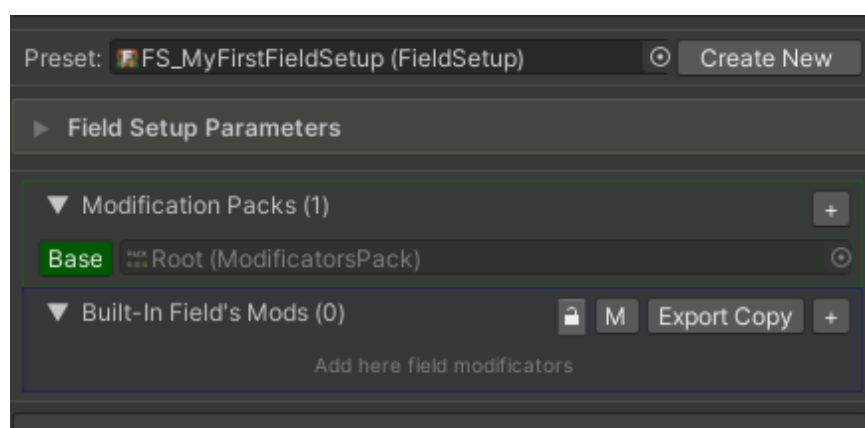 Preset: FS_MyFirstFieldSetup (FieldSetup) Create New
Field Setup Parameters
Modification Packs (1) +
Base Root (ModificatorsPack)
Built-In Field's Mods (0) M Export Copy +
Add here field modificators